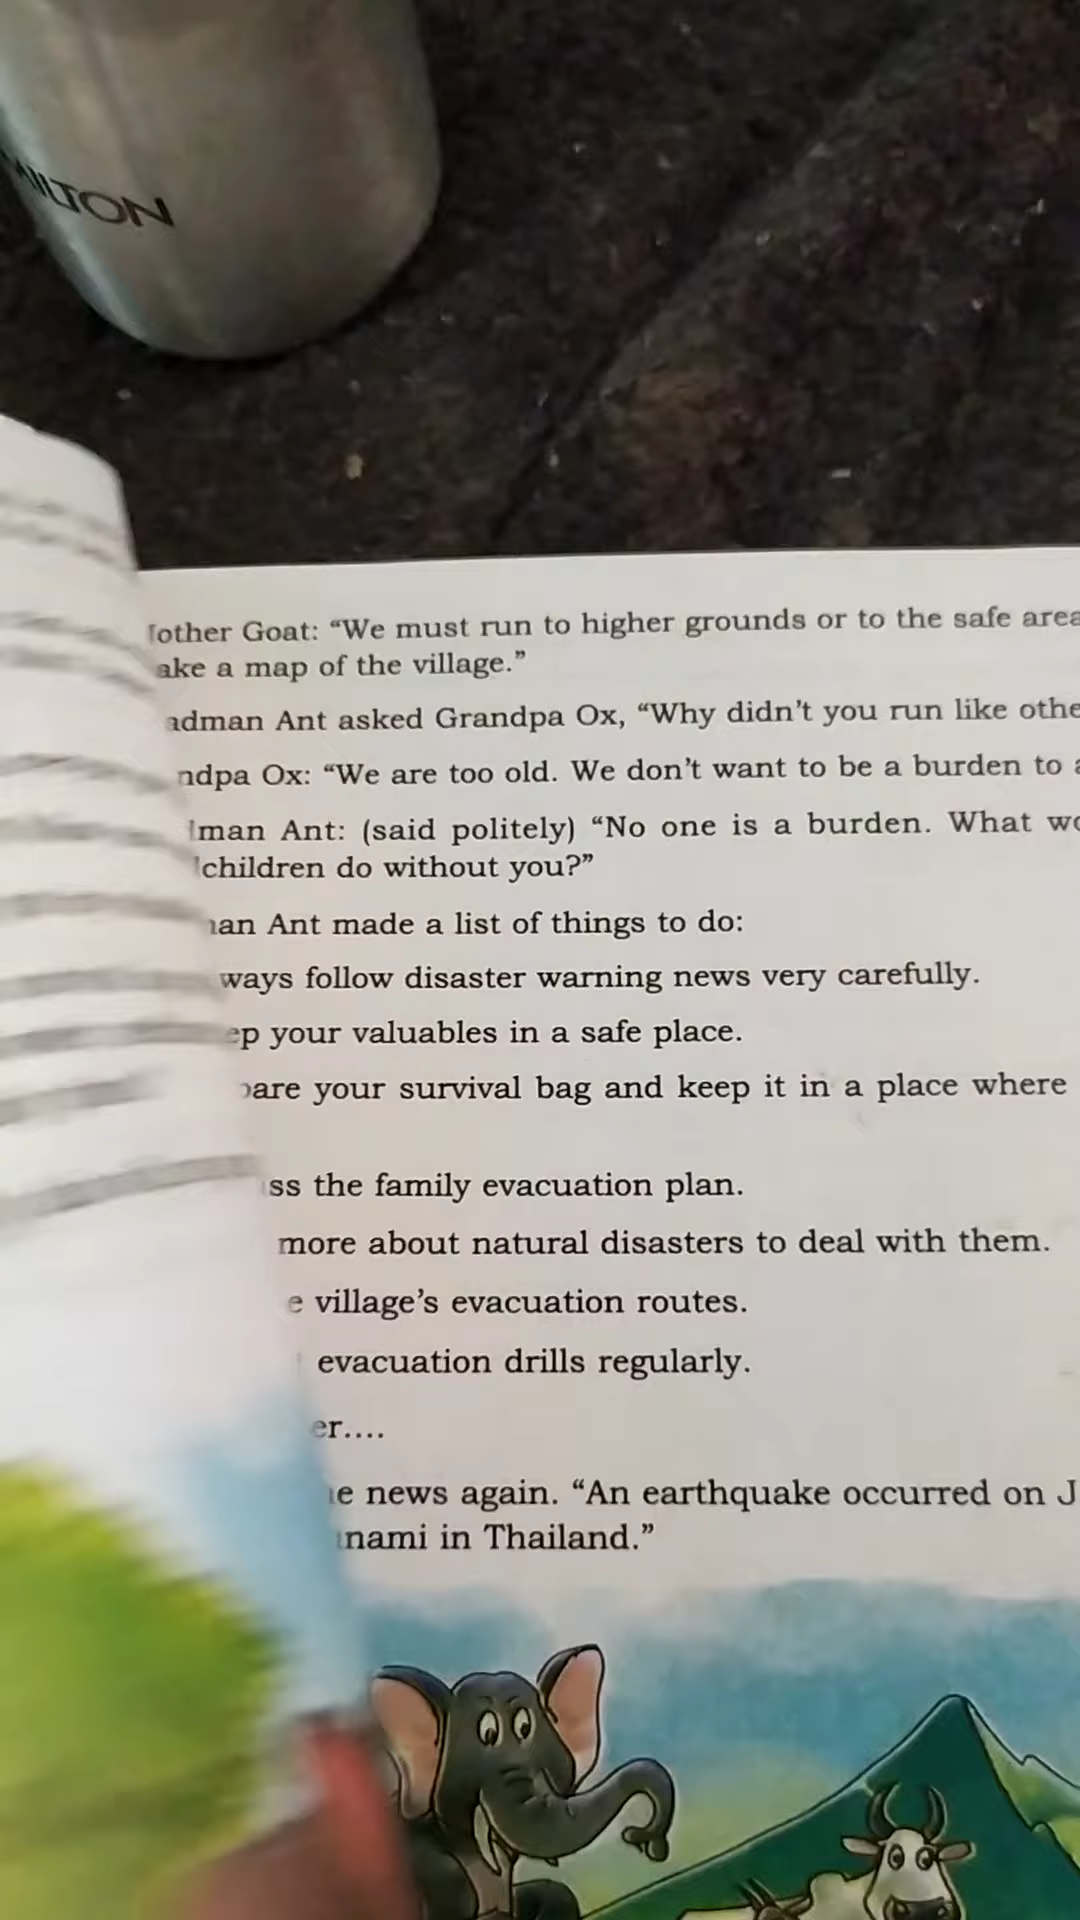 ILTON
other Goat: “We must run to higher grounds or to the safe area
ake a map of the village.”
adman Ant asked Grandpa Ox, “Why didn’t you run like othe
ndpa Ox: “We are too old. We don’t want to be a burden to a
man Ant: (said politely) “No one is a burden. What wo
children do without you?”
an Ant made a list of things to do:
ways follow disaster warning news very carefully.
ep your valuables in a safe place.
are your survival bag and keep it in a place where
ss the family evacuation plan.
more about natural disasters to deal with them.
e village’s evacuation routes.
evacuation drills regularly.
er....
e news again. “An earthquake occurred on J
nami in Thailand.”